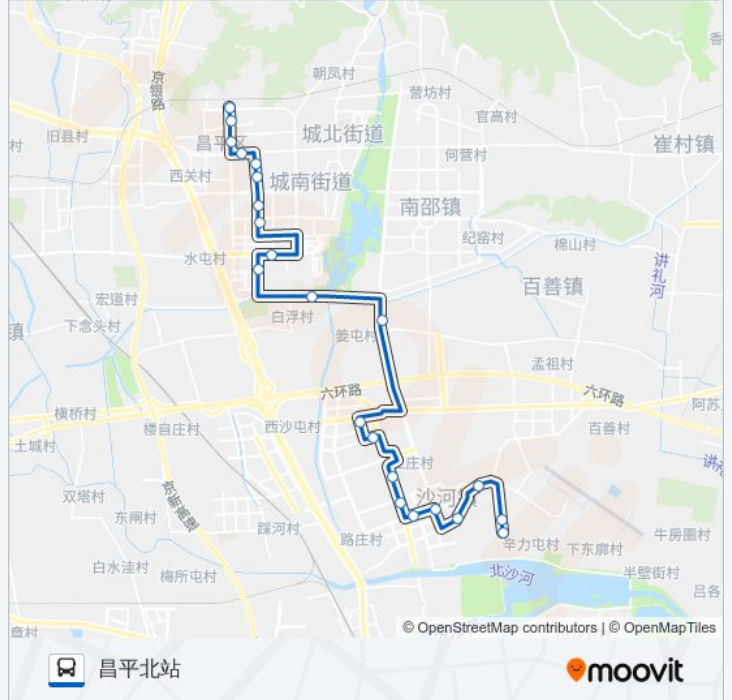 朝凤村
京银路
营坊村
香
官高村
旧县村
城北街道
昌平区
崔村镇
村
何营村
西关村
城南街道
南邵镇
纪窑村
棉山村
水屯村
讲礼河
百善镇
宏道村
下念头村
白浮村
镇
姜屯村
孟祖村
六环路
六环路
阿苏
横桥村
楼自庄村
西沙屯村
百善村
土城村
庄村
讲
双塔村
沙河
京新高速
东闸村
踩河村
牛房圈村
路庄村
辛力屯村
下东廓村
白水洼村
梅所屯村
北沙河
半壁街村
吕各
童村
© OpenStreetMap contributors | © OpenMapTiles
昌平北站
moovit